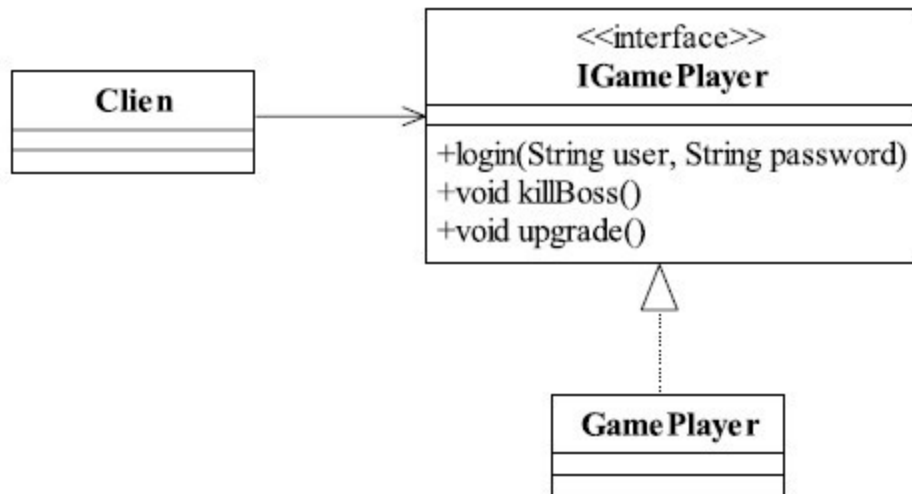 <<interface>>
IGamePlayer
Clien
+login(String user, String password)
+void killBoss()
+void upgrade()
GamePlayer